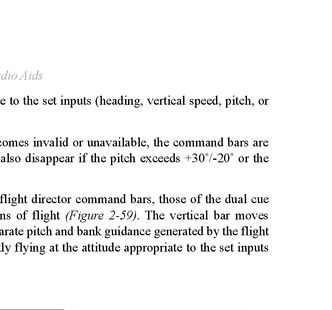 dio Aids
e to the set inputs (heading, vertical speed, pitch, or
comes invalid or unavailable, the command bars are
also disappear if the pitch exceeds +30˚/-20˚ or the
flight director command bars, those of the dual cue
ns of flight (Figure 2-59). The vertical bar moves
arate pitch and bank guidance generated by the flight
ly flying at the attitude appropriate to the set inputs